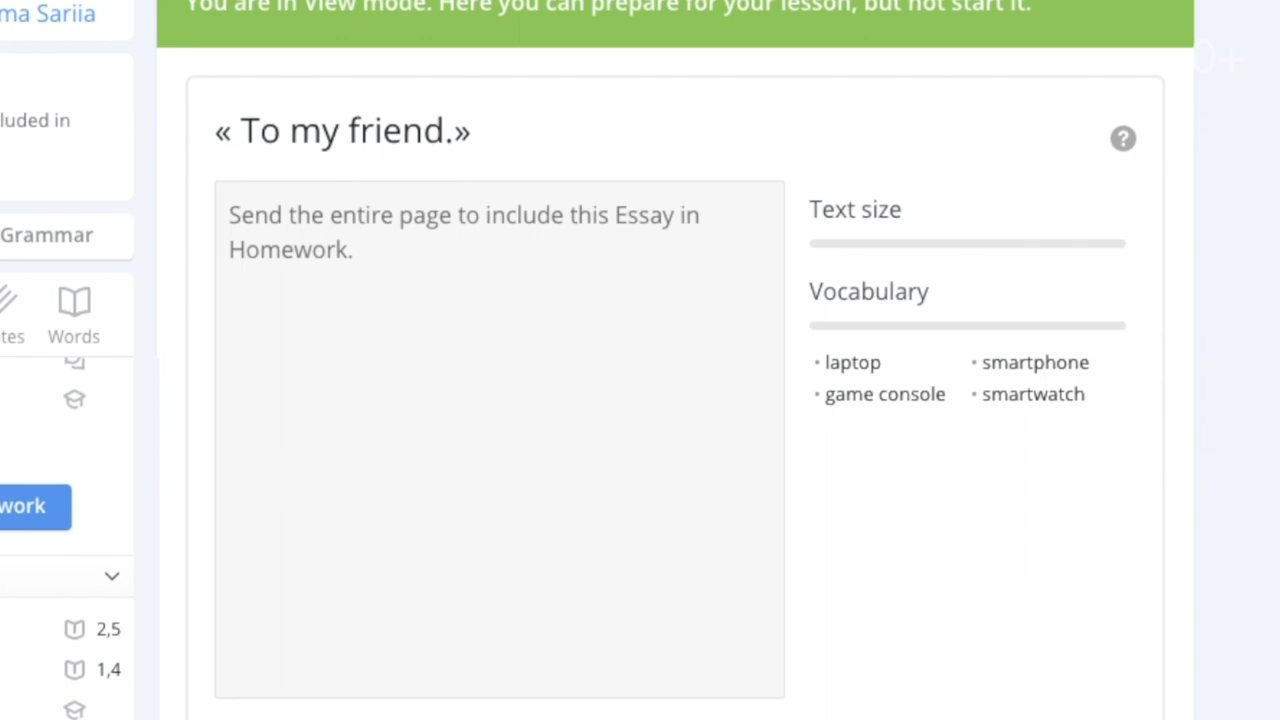 ma Sariia
You are in View mode. Here you can prepare for your lesson, but not start it.
0+
luded in
« To my friend.»
?
Send the entire page to include this Essay in
Homework.
Text size
Vocabulary
· laptop
· smartphone
· game console
· smartwatch
Grammar
tes
Words
work
2,5
1,4